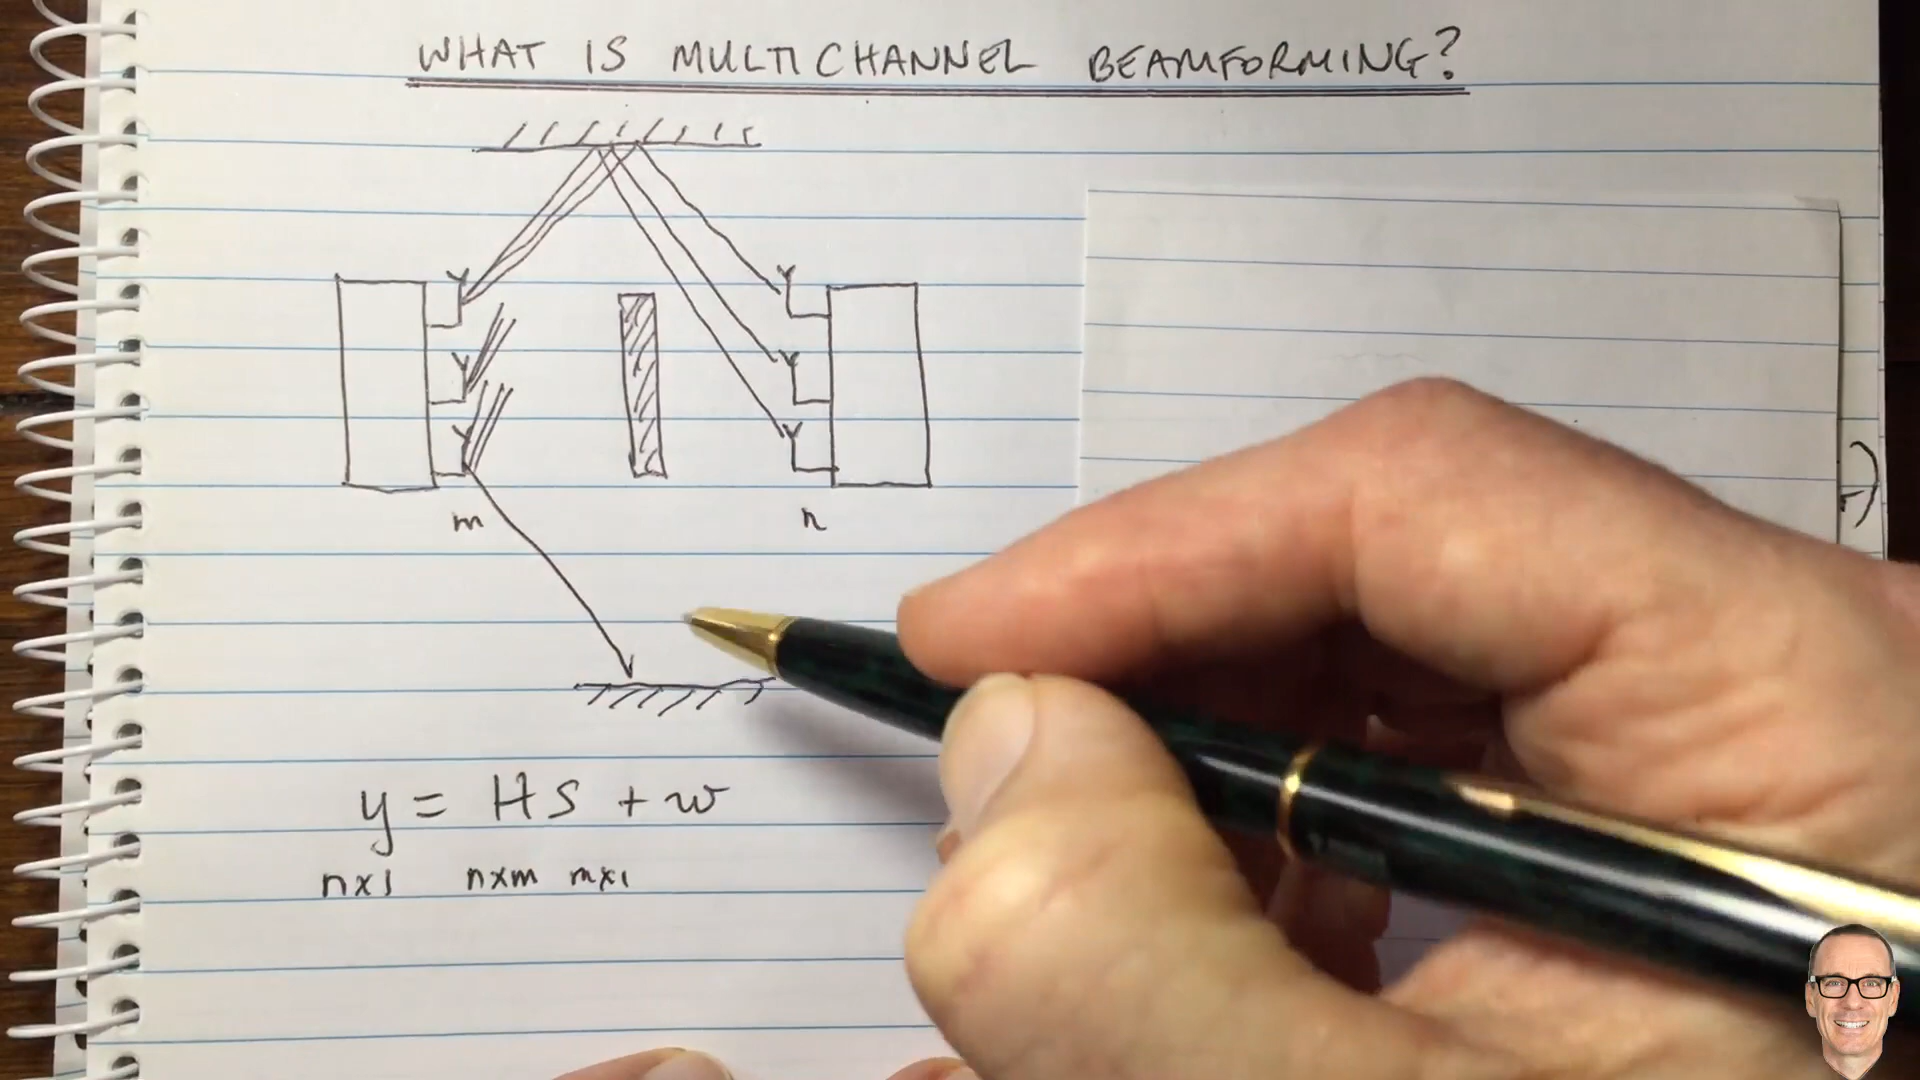 WHAT IS MULTICHANNEL BEAMFORMING?
m n
y = HS + w
nx1 nxm mx1